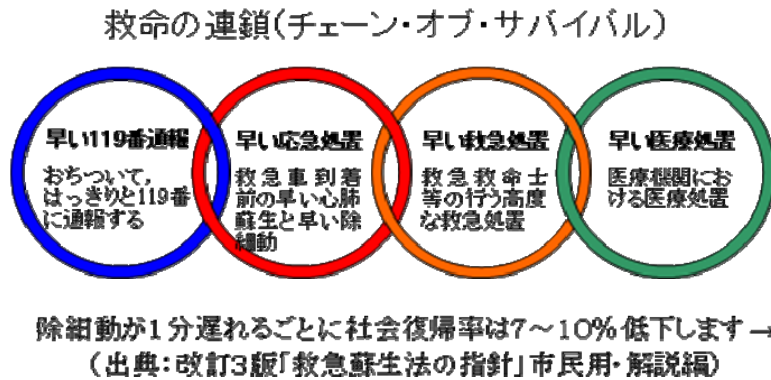 救命の連鎖(チェーン・オブ・サバイバル)
早い119番通報
おちついて,
はっきりと119番
に通報する
早い応急処置
救急車到着
前の早い心肺
蘇生と早い除
細動
早い救急処置
救急救命士
等の行う高度
な救急処置
早い医療処置
医療機関にお
ける医療処置
除細動が1分遅れるごとに社会復帰率は7~10%低下します→
(出典:改訂3版「救急蘇生法の指針」市民用・解説編)